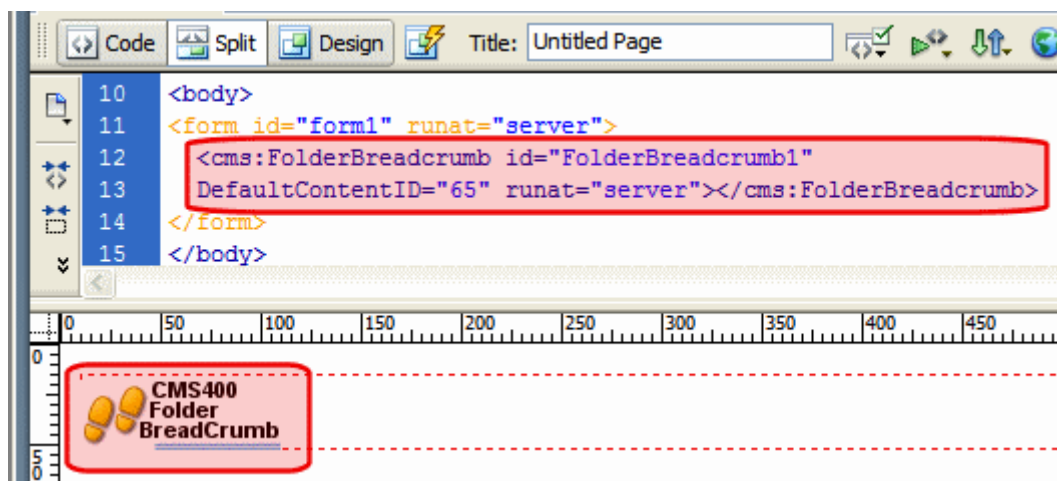 Code Split Design Title: Untitled Page
10 <body>
11 <form id="form1" runat="server">
12 <cms:FolderBreadcrumb id="FolderBreadcrumb1"
13 DefaultContentID="65" runat="server"></cms:FolderBreadcrumb>
14 </form>
15 </body>
0 50 100 150 200 250 300 350 400 450
0
CMS400
Folder
BreadCrumb
50